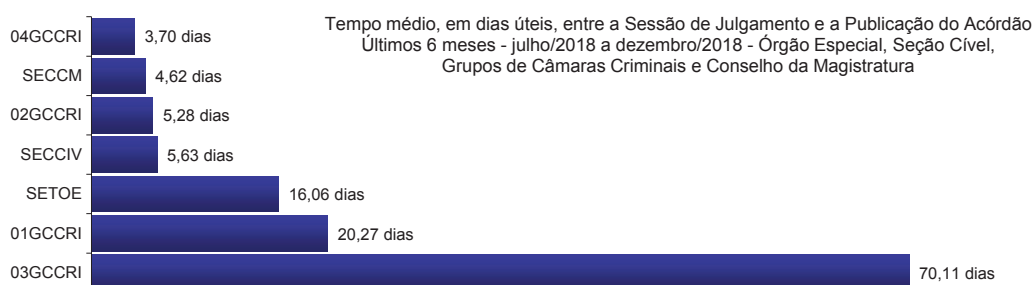 Tempo médio, em dias úteis, entre a Sessão de Julgamento e a Publicação do Acórdão
Últimos 6 meses - julho/2018 a dezembro/2018 - Órgão Especial, Seção Cível,
Grupos de Câmaras Criminais e Conselho da Magistratura
04GCCRI 3,70 dias
SECCM 4,62 dias
02GCCRI 5,28 dias
SECCIV 5,63 dias
SETOE 16,06 dias
01GCCRI 20,27 dias
03GCCRI 70,11 dias